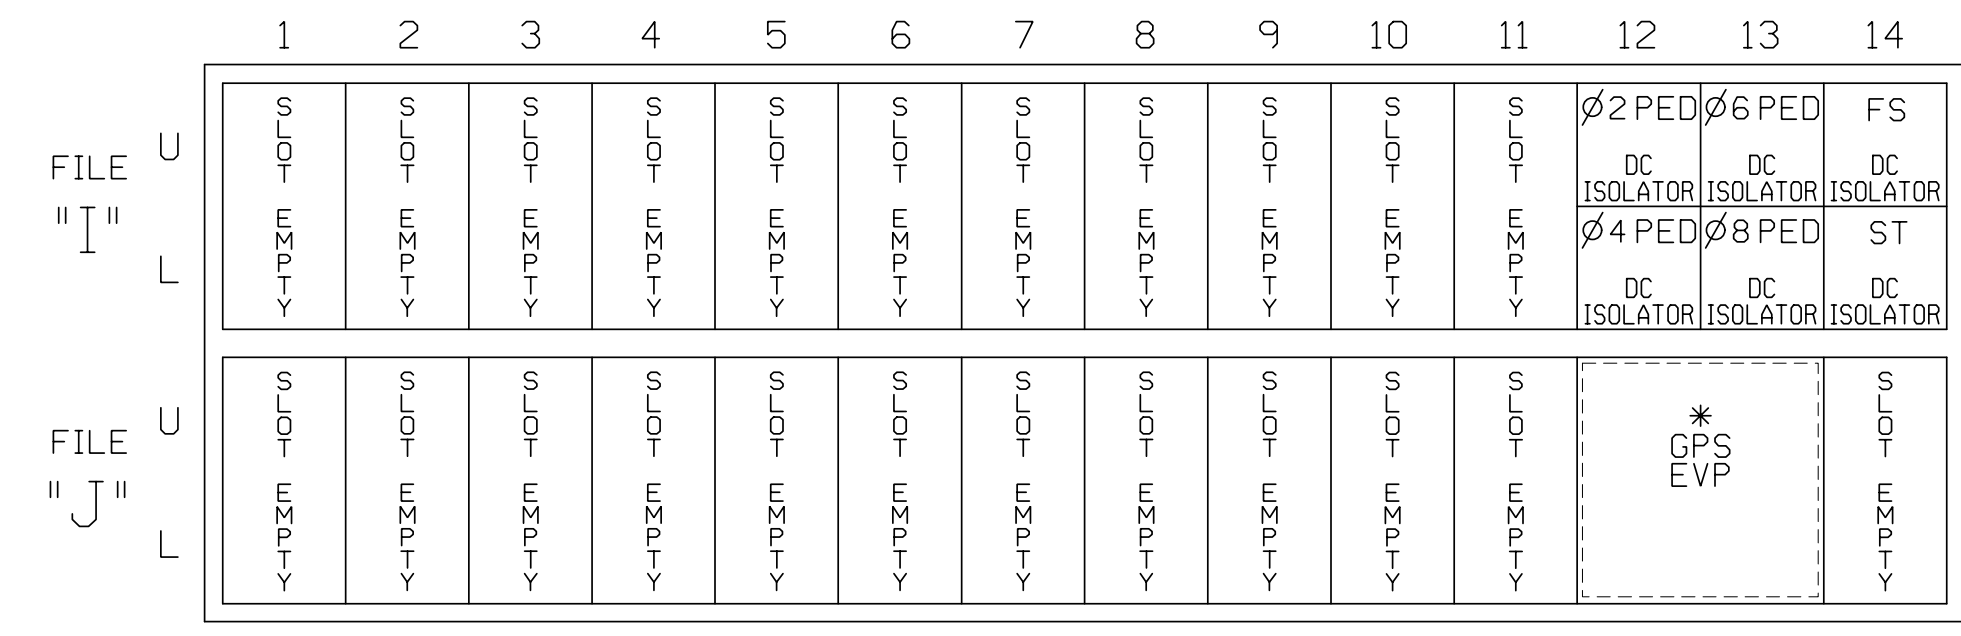 1 2 3 4 5 6 7 8 9 10 11 12 13 14
FILE "I"
U
L
SLOT EMPTY
SLOT EMPTY
SLOT EMPTY
SLOT EMPTY
SLOT EMPTY
SLOT EMPTY
SLOT EMPTY
SLOT EMPTY
SLOT EMPTY
SLOT EMPTY
SLOT EMPTY
Ø2 PED
DC
ISOLATOR
Ø6 PED
DC
ISOLATOR
FS
DC
ISOLATOR
Ø4 PED
DC
ISOLATOR
Ø8 PED
DC
ISOLATOR
ST
DC
ISOLATOR
FILE "J"
U
L
SLOT EMPTY
SLOT EMPTY
SLOT EMPTY
SLOT EMPTY
SLOT EMPTY
SLOT EMPTY
SLOT EMPTY
SLOT EMPTY
SLOT EMPTY
SLOT EMPTY
SLOT EMPTY
*
GPS
EVP
SLOT EMPTY